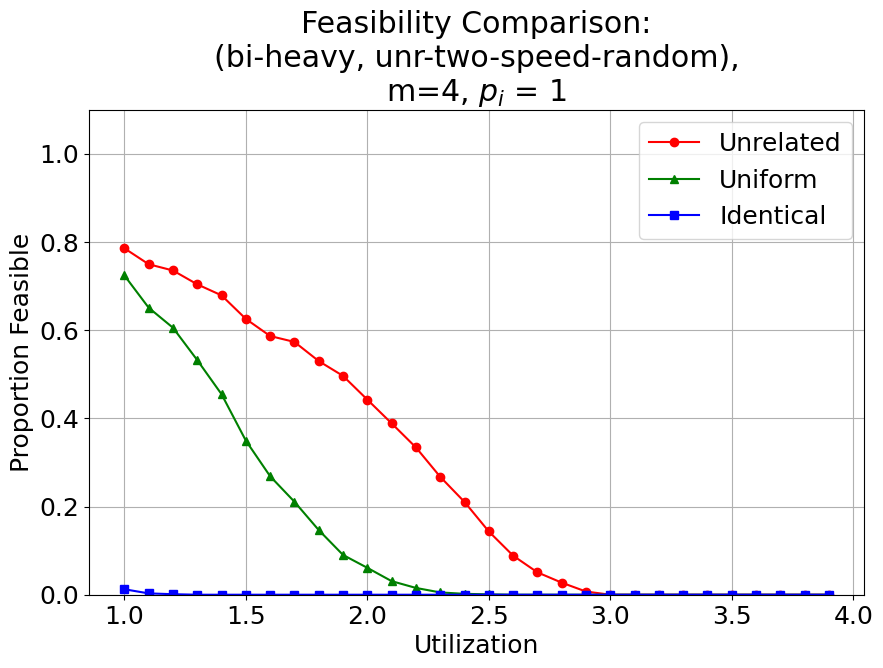 Feasibility Comparison:
(bi-heavy, unr-two-speed-random),
m=4, p_i = 1
Unrelated
Uniform
Identical
Proportion Feasible
1.0
0.8
0.6
0.4
0.2
0.0
1.0 1.5 2.0 2.5 3.0 3.5 4.0
Utilization